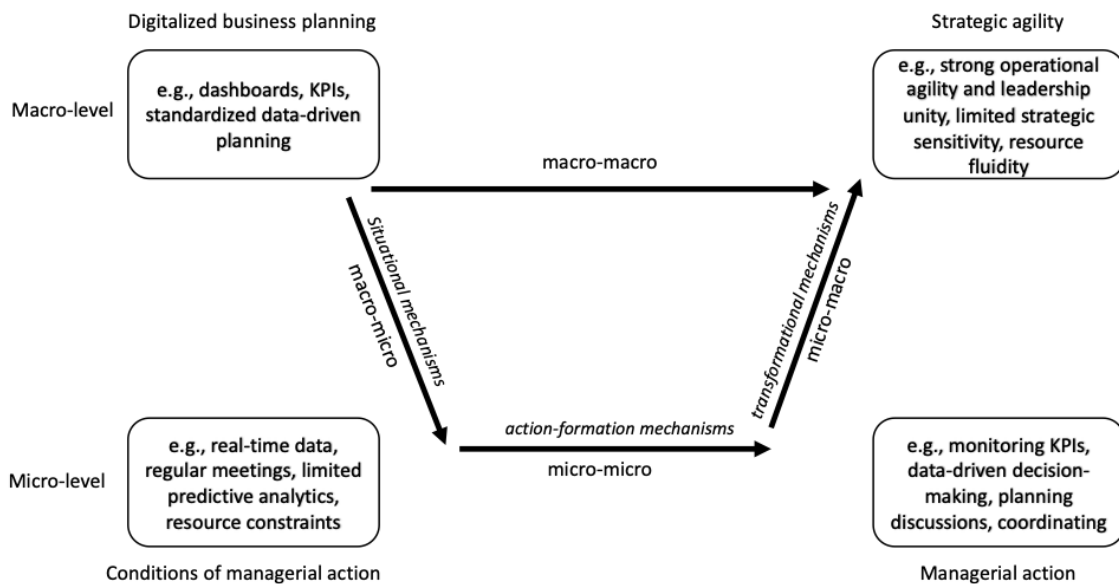 Digitalized business planning
Strategic agility
Macro-level
e.g., dashboards, KPIs,
standardized data-driven
planning
e.g., strong operational
agility and leadership
unity, limited strategic
sensitivity, resource
fluidity
macro-macro
Situational mechanisms
macro-micro
transformational mechanisms
micro-macro
action-formation mechanisms
micro-micro
Micro-level
e.g., real-time data,
regular meetings, limited
predictive analytics,
resource constraints
e.g., monitoring KPIs,
data-driven decision-
making, planning
discussions, coordinating
Conditions of managerial action
Managerial action